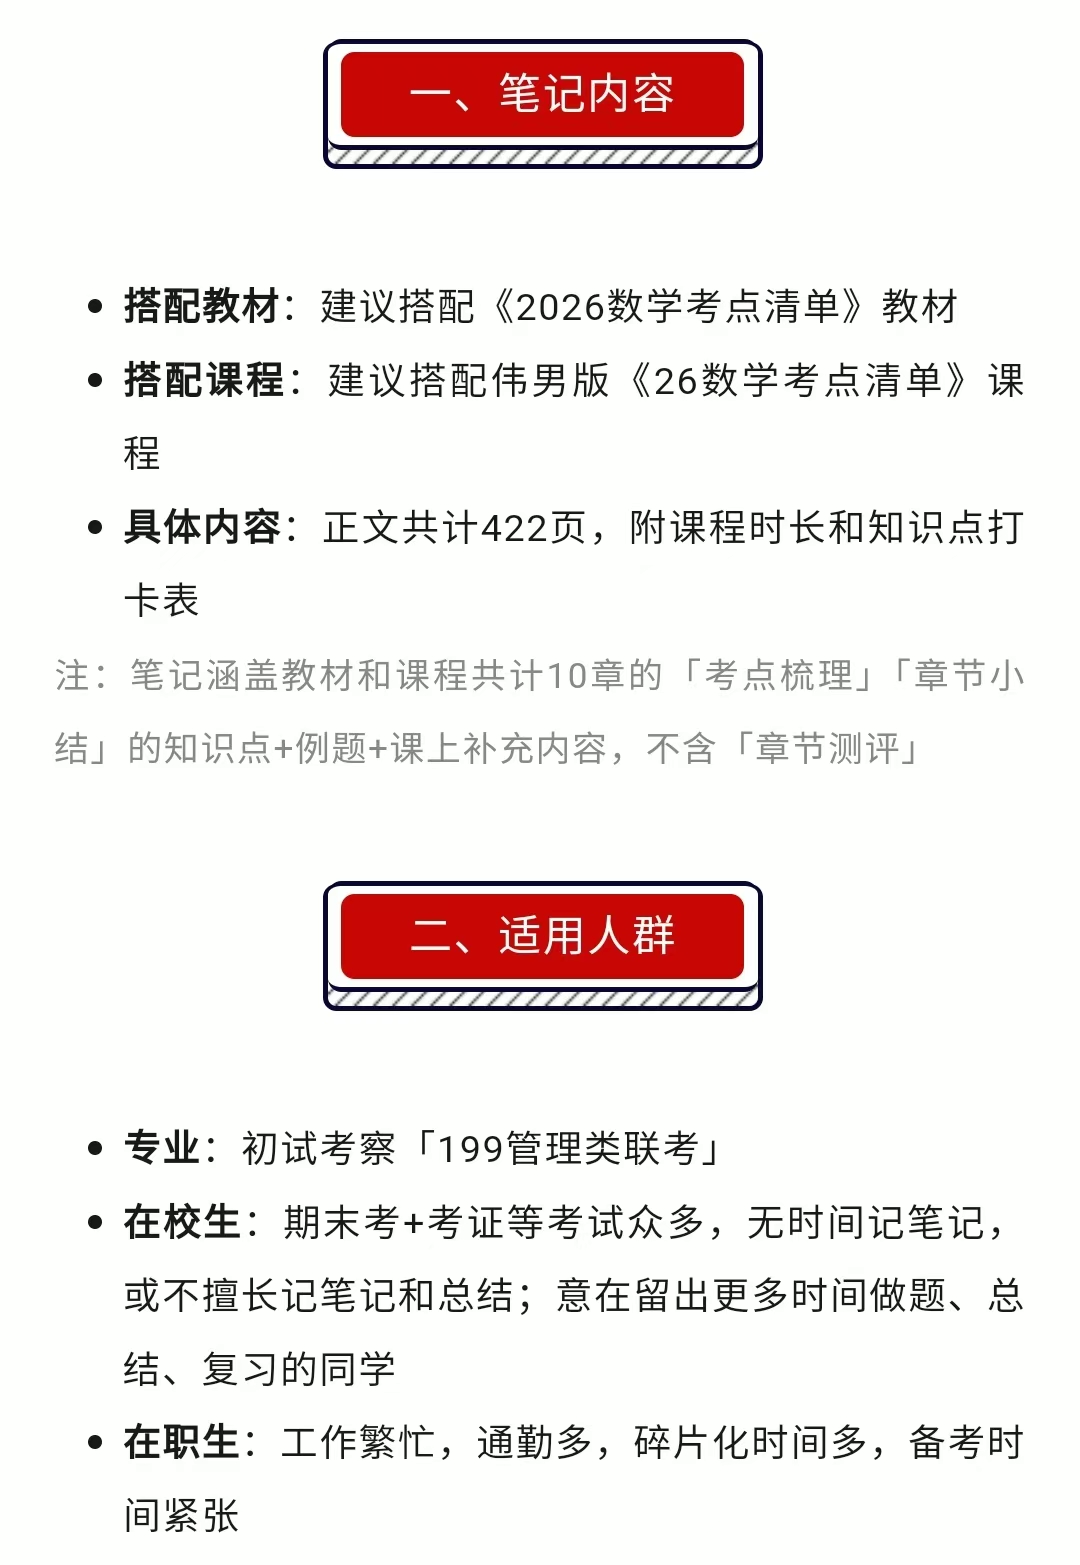 一、笔记内容
搭配教材：建议搭配《2026数学考点清单》教材
搭配课程：建议搭配伟男版《26数学考点清单》课
程
具体内容：正文共计422页，附课程时长和知识点打
卡表
注：笔记涵盖教材和课程共计10章的「考点梳理」「章节小
结」的知识点+例题+课上补充内容，不含「章节测评」
二、适用人群
专业：初试考察「199管理类联考」
在校生：期末考+考证等考试众多，无时间记笔记，
或不擅长记笔记和总结；意在留出更多时间做题、总
结、复习的同学
在职生：工作繁忙，通勤多，碎片化时间多，备考时
间紧张